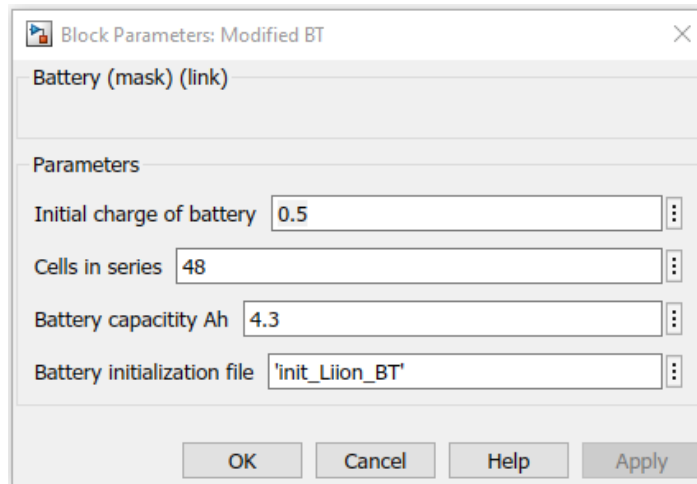 Block Parameters: Modified BT
Battery (mask) (link)
Parameters
Initial charge of battery 0.5
Cells in series 48
Battery capacitity Ah 4.3
Battery initialization file 'init_Liion_BT'
OK Cancel Help Apply